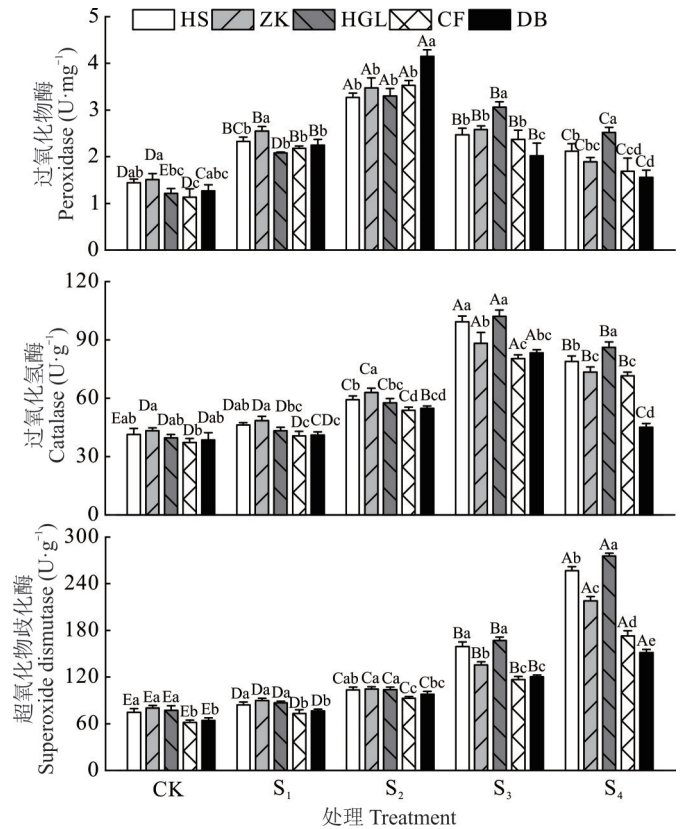 HS ZK HGL CF DB
过氧化物酶
Peroxidase (U·mg⁻¹)
5
4
3
2
1
0
Dab Da Ebc Dc Cabc
BCb Ba Db Bb Bb
Ab Ab Ab Ab Aa
Bb Bb Ba Bb Bc
Cb Cb Ca Ccd Cd
过氧化氢酶
Catalase (U·g⁻¹)
120
90
60
30
0
Eab Da Dab Db Dab
Dab Da Dbc Dc CDc
Cb Ca Cbc Cd Bcd
Aa Ab Aa Ac Abc
Bb Bc Ba Bc Cd
超氧化物歧化酶
Superoxide dismutase (U·g⁻¹)
300
240
180
120
60
0
Ea Ea Ea Eb Eb
Da Da Da Db Db
Cab Ca Ca Cc Cbc
Ba Bb Ba Bc Bc
Ab Ac Aa Ad Ae
CK S₁ S₂ S₃ S₄
处理 Treatment